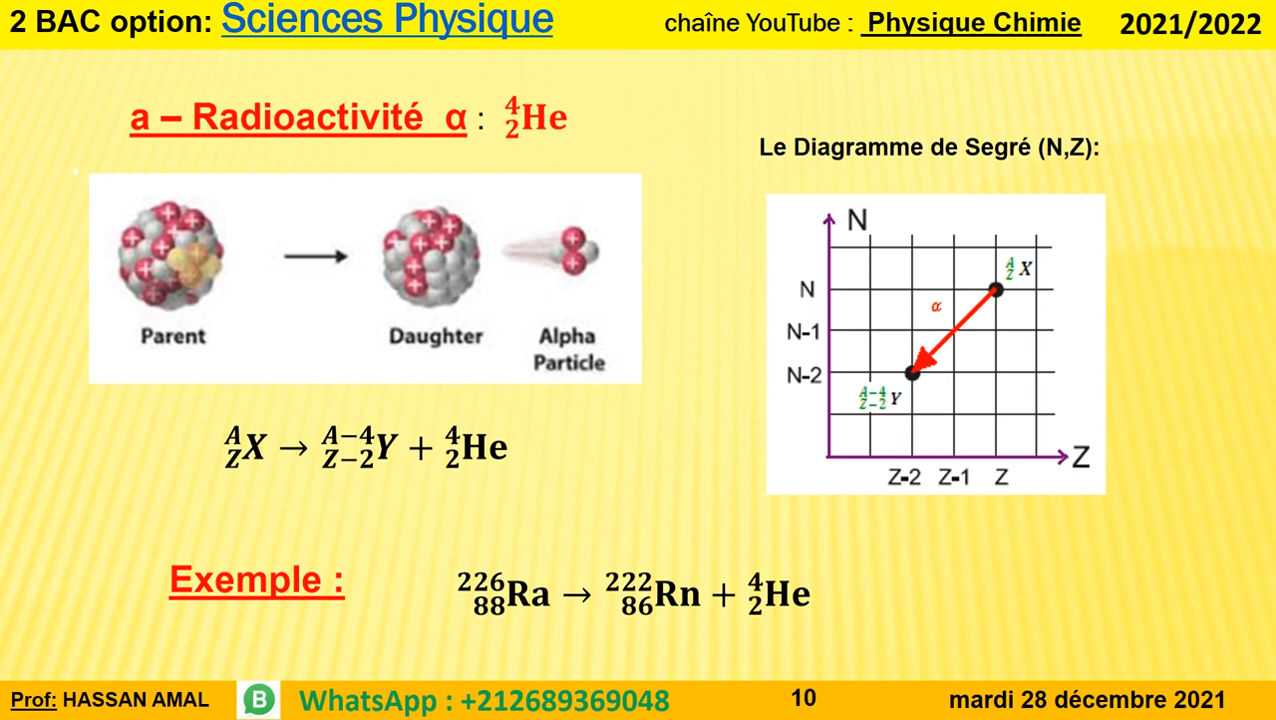 2 BAC option: Sciences Physique
chaîne YouTube : Physique Chimie
2021/2022
a – Radioactivité α : ⁴₂He
Le Diagramme de Segré (N,Z):
+ + + + + + +
+ + + + + +
+ +
Parent
Daughter
Alpha
Particle
N
ᴬ_Z X
N
α
N-1
N-2
ᴬ⁻⁴_Z₋₂ Y
Z
Z-2 Z-1 Z
ᴬ_Z X → ᴬ⁻⁴_Z₋₂ Y + ⁴₂He
Exemple :
²²⁶₈₈Ra → ²²²₈₆Rn + ⁴₂He
Prof: HASSAN AMAL
B
WhatsApp : +212689369048
10
mardi 28 décembre 2021